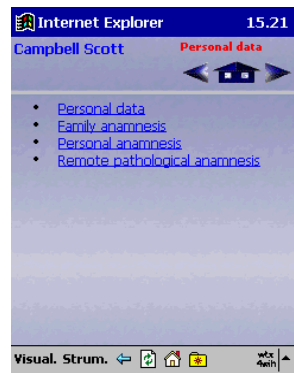 Internet Explorer 15.21
Campbell Scott Personal data
• Personal data
• Family anamnesis
• Personal anamnesis
• Remote pathological anamnesis
Visual. Strum.